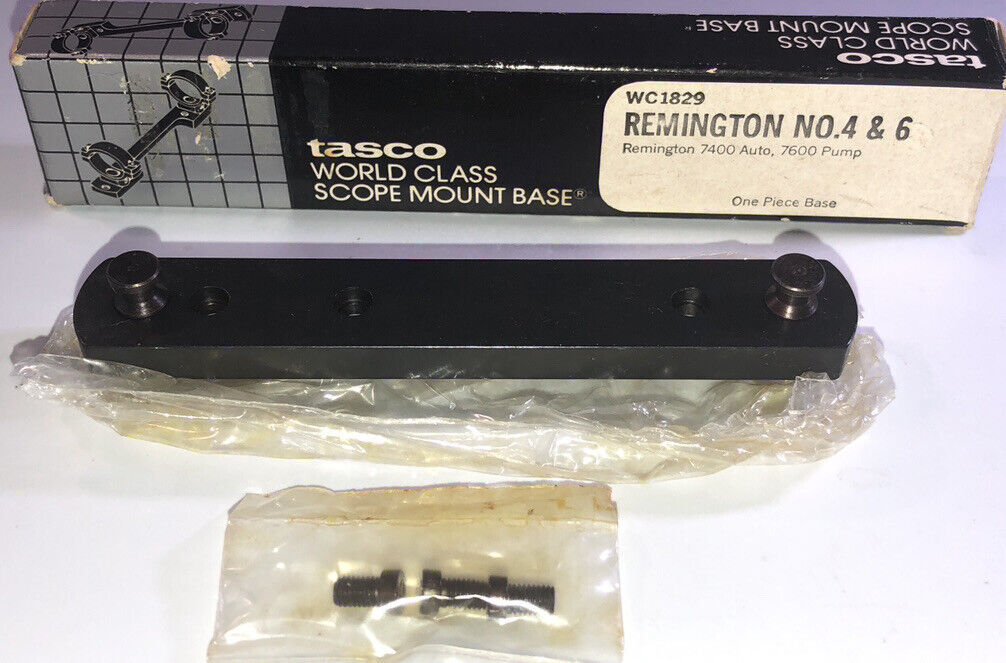 tasco
WORLD CLASS
SCOPE MOUNT BASE®
WC1829
REMINGTON NO.4 & 6
Remington 7400 Auto, 7600 Pump
One Piece Base
tasco
WORLD CLASS
SCOPE MOUNT BASE®